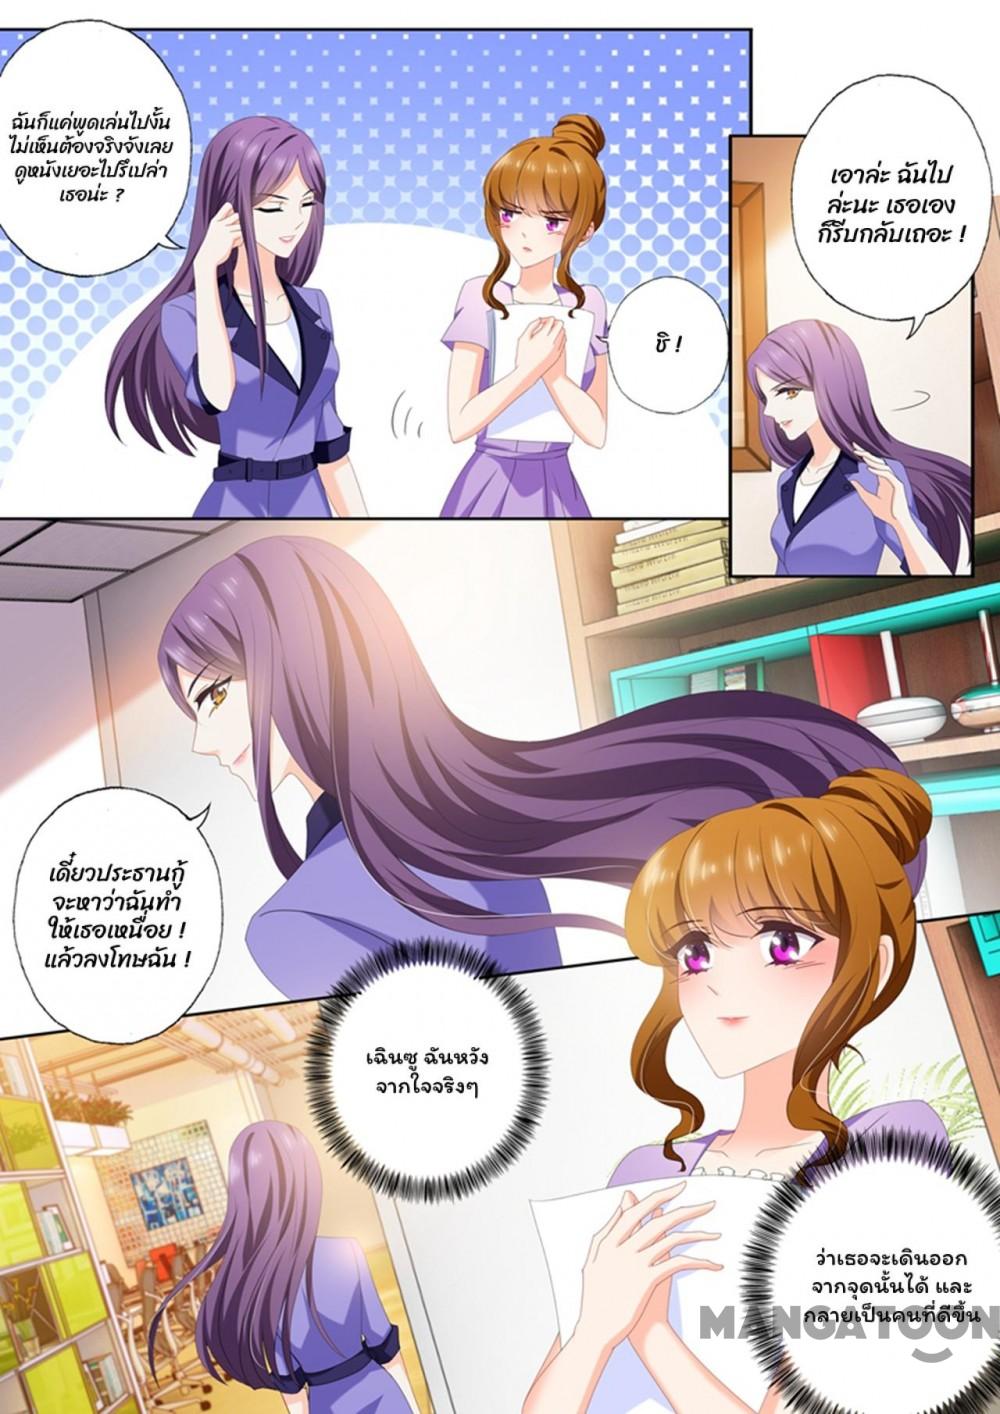 ฉันก็แค่พูดเล่นไปงั้น
ไม่เห็นต้องจริงจังเลย
ดูหนังเยอะไปรึเปล่า
เธอน่ะ ?
ชิ !
เอาล่ะ ฉันไป
ล่ะนะ เธอเอง
ก็รีบกลับเถอะ !
เดี๋ยวประธานกู้
จะหาว่าฉันทำ
ให้เธอเหนื่อย !
แล้วลงโทษฉัน !
เฉินซู ฉันหวัง
จากใจจริงๆ
ว่าเธอจะเดินออก
จากจุดนั้นได้ และ
กลายเป็นคนที่ดีขึ้น
MANGATOON